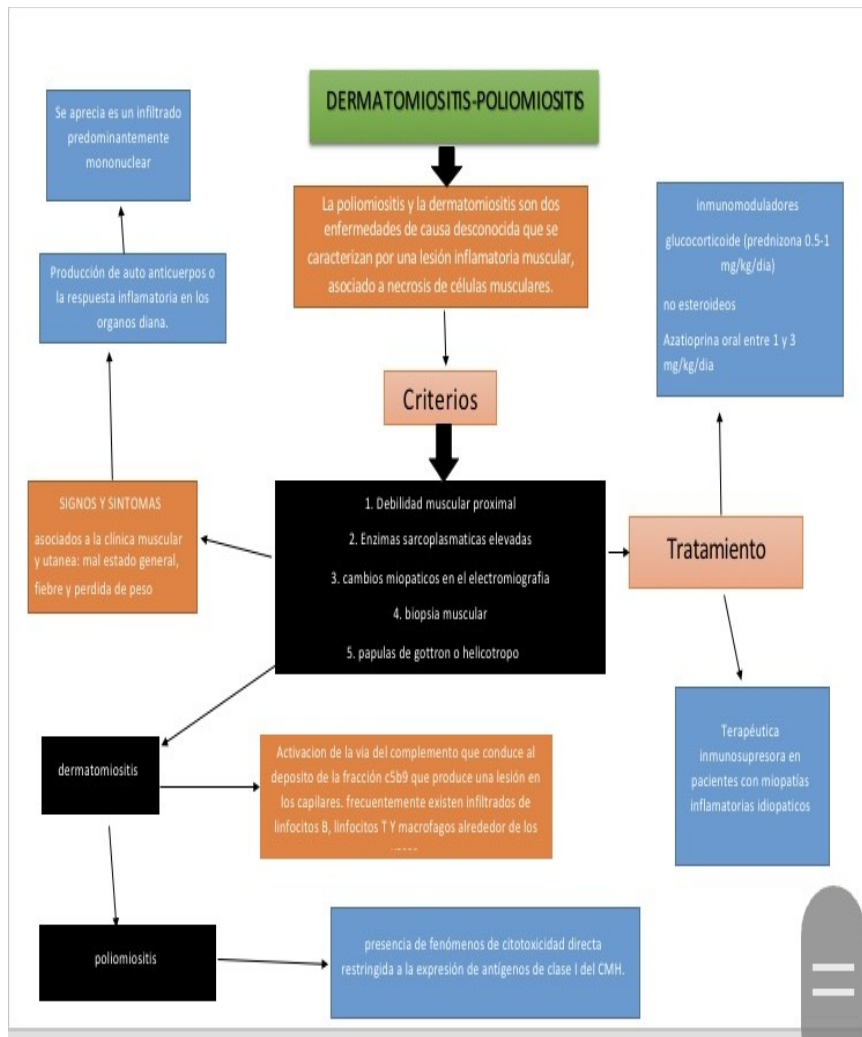 DERMATOMIOSITIS-POLIOMIOSITIS
La poliomiositis y la dermatomiositis son dos
enfermedades de causa desconocida que se
caracterizan por una lesión inflamatoria muscular,
asociado a necrosis de células musculares.
Criterios
1. Debilidad muscular proximal
2. Enzimas sarcoplasmaticas elevadas
3. cambios miopaticos en el electromiografia
4. biopsia muscular
5. papulas de gottron o helicotropo
SIGNOS Y SINTOMAS
asociados a la clínica muscular
y utanea: mal estado general,
fiebre y perdida de peso
Producción de auto anticuerpos o
la respuesta inflamatoria en los
organos diana.
Se aprecia es un infiltrado
predominantemente
mononuclear
Tratamiento
inmunomoduladores
glucocorticoide (prednizona 0.5-1
mg/kg/dia)
no esteroideos
Azatioprina oral entre 1 y 3
mg/kg/dia
Terapéutica
inmunosupresora en
pacientes con miopatías
inflamatorias idiopaticos
dermatomiositis
Activacion de la via del complemento que conduce al
deposito de la fracción c5b9 que produce una lesión en
los capilares. frecuentemente existen infiltrados de
linfocitos B, linfocitos T Y macrofagos alrededor de los
poliomiositis
presencia de fenómenos de citotoxicidad directa
restringida a la expresión de antígenos de clase I del CMH.